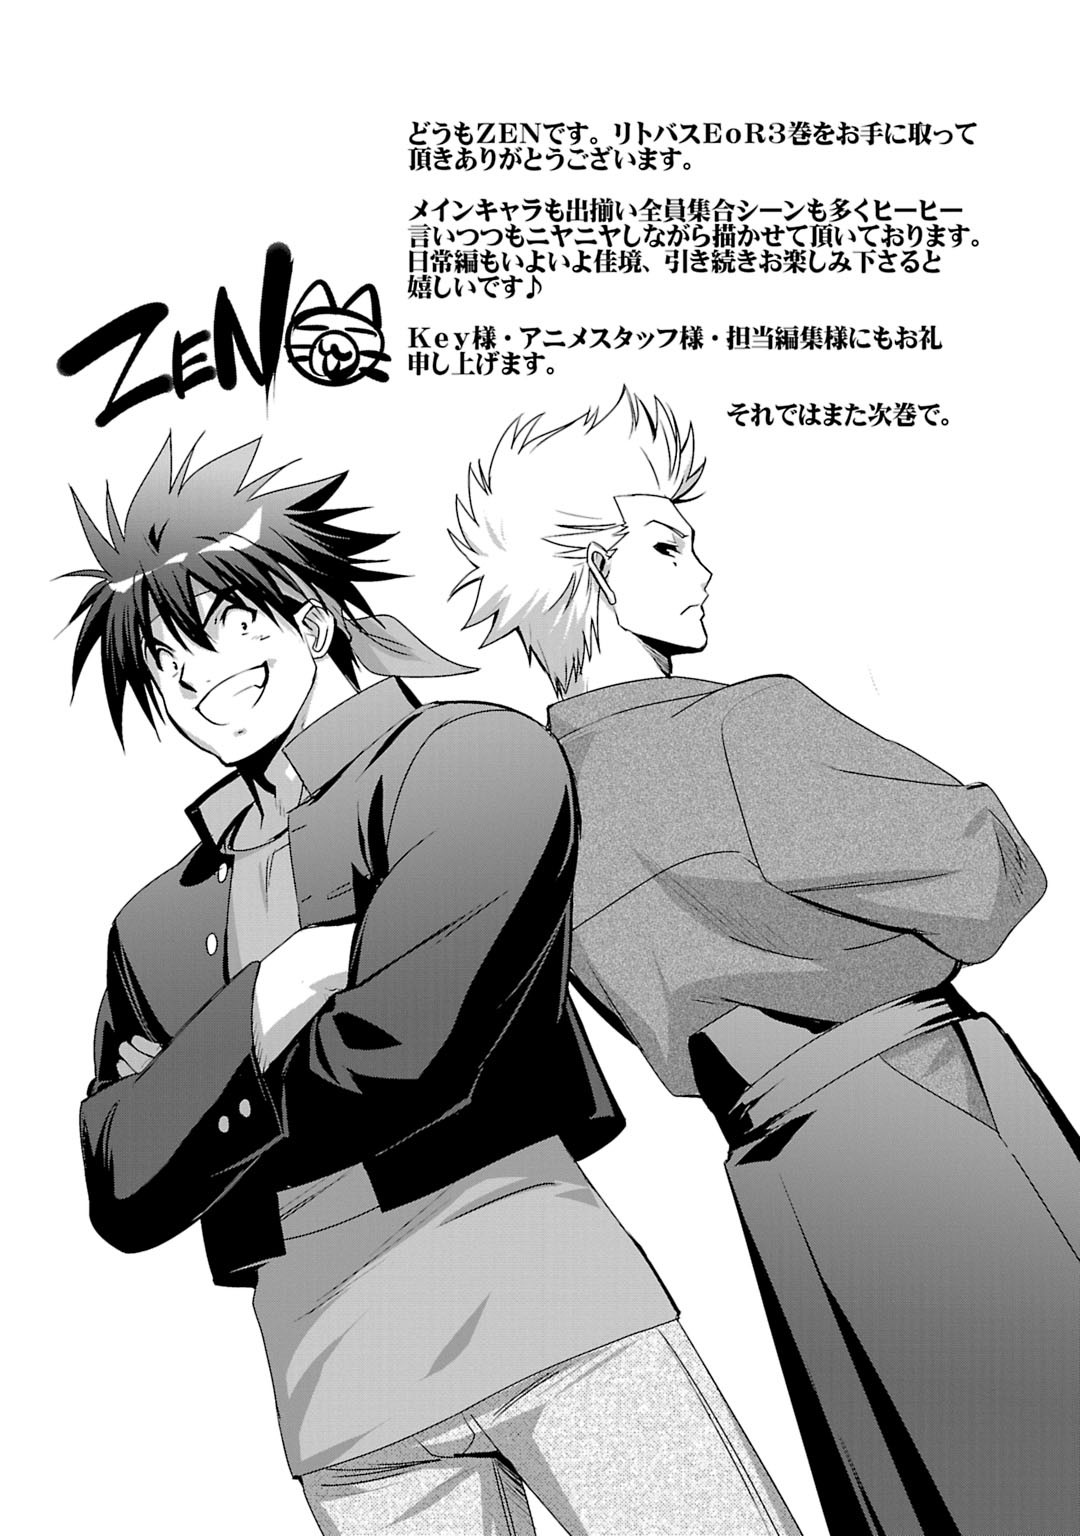 どうもZENです。リトバスEoR3巻をお手に取って
頂きありがとうございます。
メインキャラも出揃い全員集合シーンも多くヒーヒー
言いつつもニヤニヤしながら描かせて頂いております。
日常編もいよいよ佳境、引き続きお楽しみ下さると
嬉しいです♪
Key様・アニメスタッフ様・担当編集様にもお礼
申し上げます。
それではまた次巻で。
ZEN